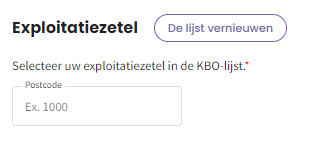 Exploitatiezetel
De lijst vernieuwen
Selecteer uw exploitatiezetel in de KBO-lijst.*
Postcode
Ex. 1000